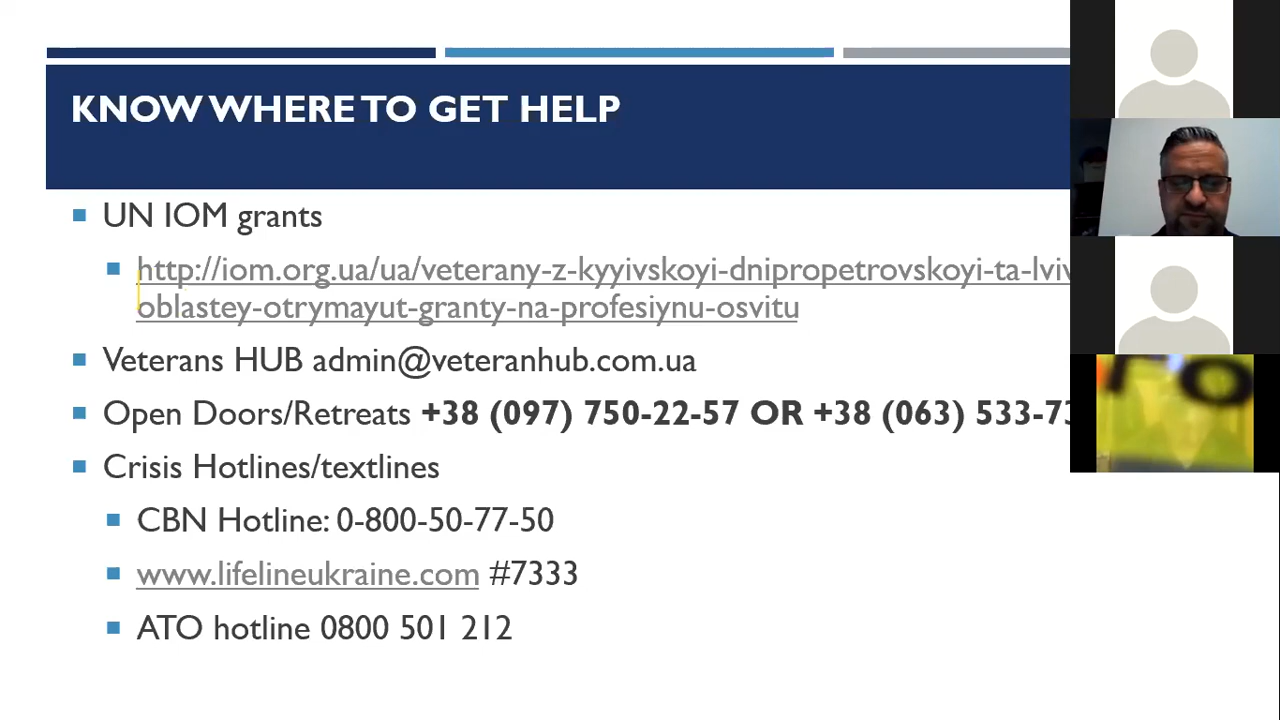 KNOW WHERE TO GET HELP
UN IOM grants
http://iom.org.ua/ua/veterany-z-kyyivskoyi-dnipropetrovskoyi-ta-lviv
oblastey-otrymayut-granty-na-profesiynu-osvitu
Veterans HUB admin@veteranhub.com.ua
Open Doors/Retreats +38 (097) 750-22-57 OR +38 (063) 533-73
Crisis Hotlines/textlines
CBN Hotline: 0-800-50-77-50
www.lifelineukraine.com #7333
ATO hotline 0800 501 212